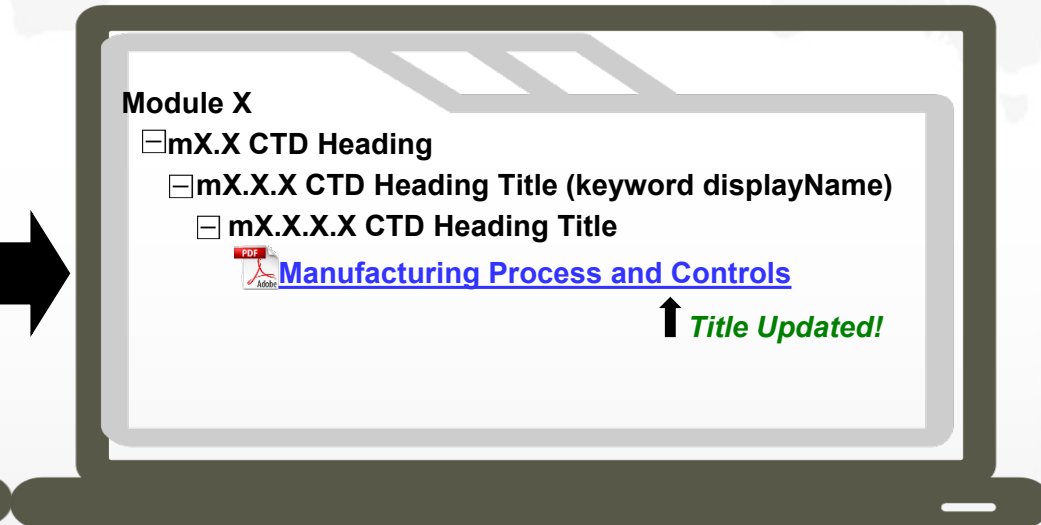 Module X
mX.X CTD Heading
mX.X.X CTD Heading Title (keyword displayName)
mX.X.X.X CTD Heading Title
PDF
Adobe
Manufacturing Process and Controls
Title Updated!